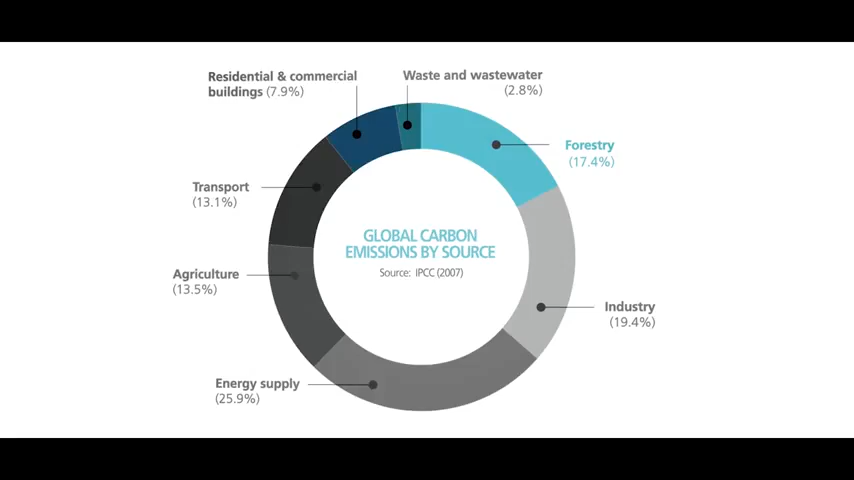 Residential & commercial
buildings (7.9%)
Waste and wastewater
(2.8%)
Forestry
(17.4%)
Transport
(13.1%)
GLOBAL CARBON
EMISSIONS BY SOURCE
Source: IPCC (2007)
Agriculture
(13.5%)
Industry
(19.4%)
Energy supply
(25.9%)